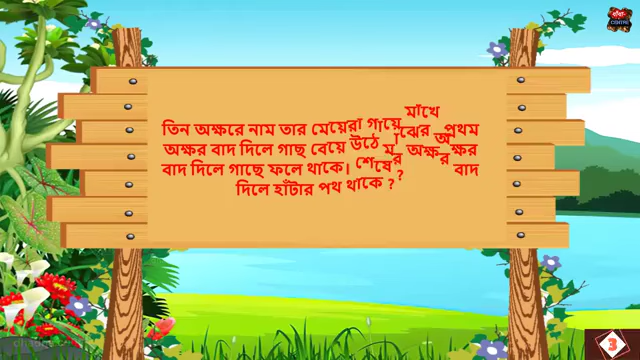 তিন অক্ষরে নাম তার মেয়েরা গায়ে মাখে প্রথম
অক্ষর বাদ দিলে গাছ বেয়ে উঠে মাঝের অক্ষর
বাদ দিলে গাছে ফলে থাকে। শেষের অক্ষর বাদ
দিলে হাঁটার পথ থাকে ?
?
3